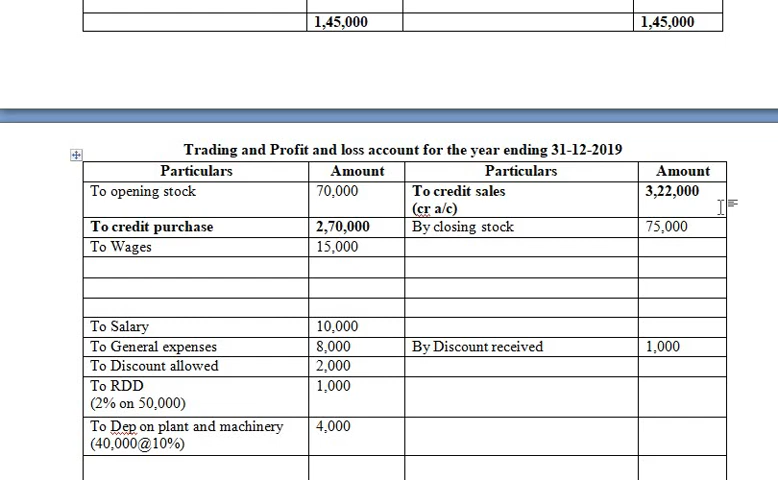 1,45,000 1,45,000
Trading and Profit and loss account for the year ending 31-12-2019
Particulars Amount Particulars Amount
To opening stock 70,000 To credit sales 3,22,000
(cr a/c)
To credit purchase 2,70,000 By closing stock 75,000
To Wages 15,000
To Salary 10,000
To General expenses 8,000 By Discount received 1,000
To Discount allowed 2,000
To RDD 1,000
(2% on 50,000)
To Dep on plant and machinery 4,000
(40,000@10%)